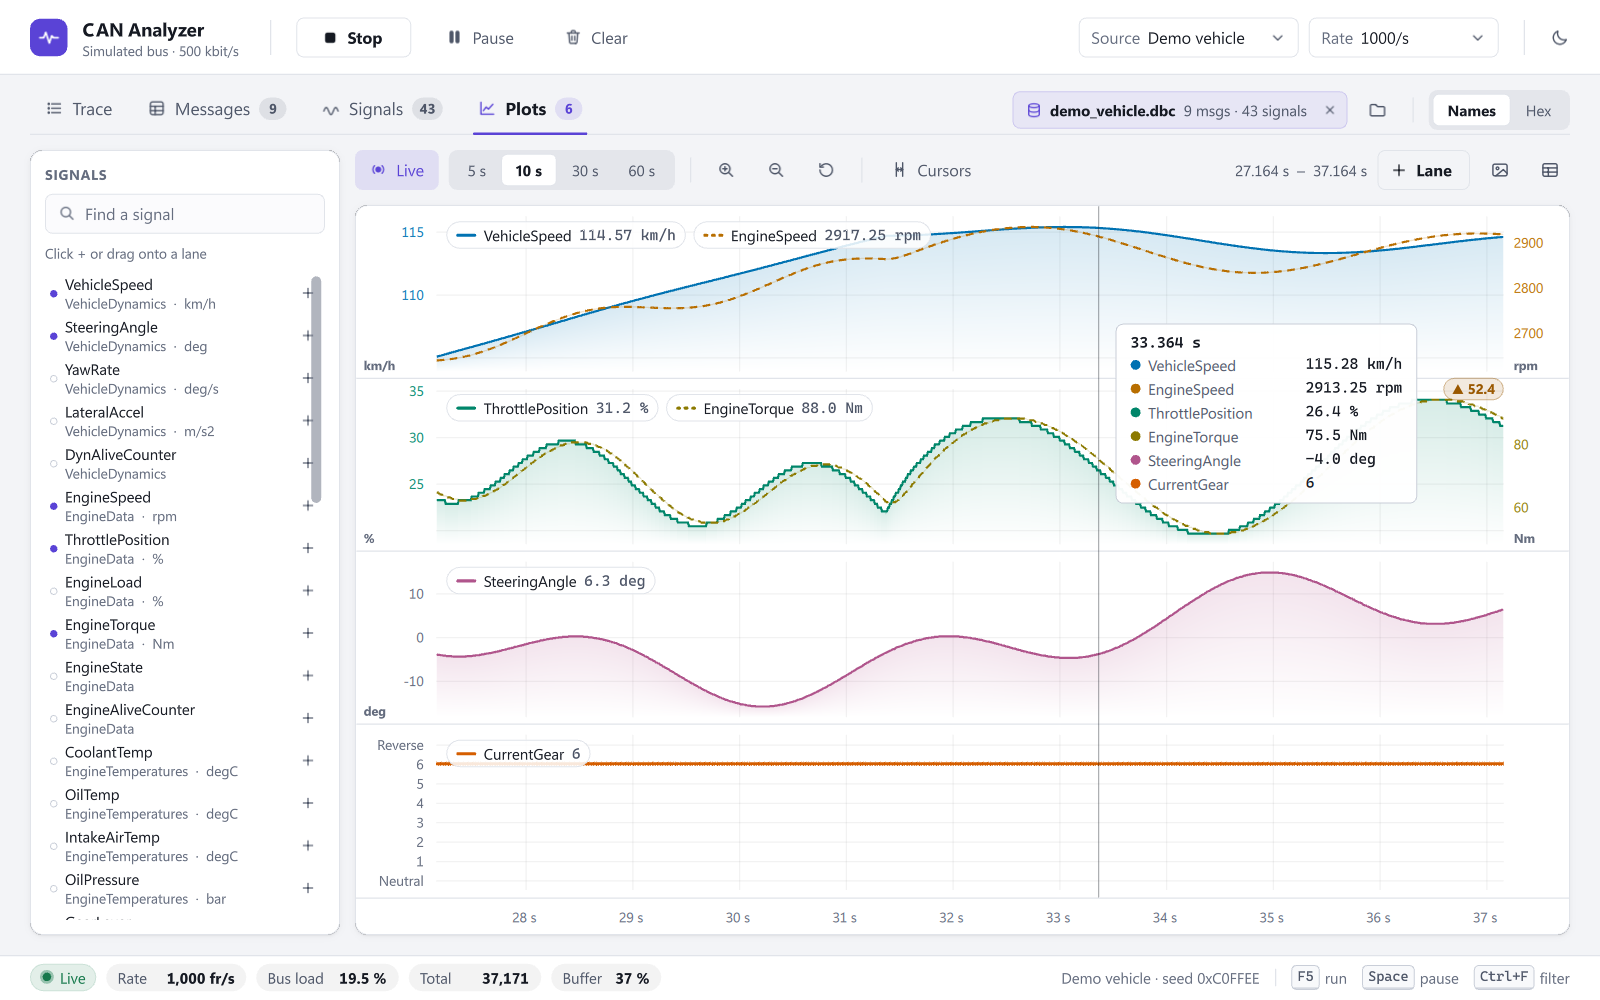 CAN Analyzer
Simulated bus · 500 kbit/s
Stop
Pause
Clear
Source Demo vehicle
Rate 1000/s
Trace
Messages 9
Signals 43
Plots 6
demo_vehicle.dbc 9 msgs · 43 signals ×
Names
Hex
SIGNALS
Find a signal
Click + or drag onto a lane
VehicleSpeed
VehicleDynamics · km/h
SteeringAngle
VehicleDynamics · deg
YawRate
VehicleDynamics · deg/s
LateralAccel
VehicleDynamics · m/s2
DynAliveCounter
VehicleDynamics
EngineSpeed
EngineData · rpm
ThrottlePosition
EngineData · %
EngineLoad
EngineData · %
EngineTorque
EngineData · Nm
EngineState
EngineData
EngineAliveCounter
EngineData
CoolantTemp
EngineTemperatures · degC
OilTemp
EngineTemperatures · degC
IntakeAirTemp
EngineTemperatures · degC
OilPressure
EngineTemperatures · bar
Live
5 s
10 s
30 s
60 s
Cursors
27.164 s – 37.164 s
+ Lane
VehicleSpeed 114.57 km/h
EngineSpeed 2917.25 rpm
115
110
km/h
2900
2800
2700
rpm
33.364 s
VehicleSpeed 115.28 km/h
EngineSpeed 2913.25 rpm
ThrottlePosition 26.4 %
EngineTorque 75.5 Nm
SteeringAngle −4.0 deg
CurrentGear 6
ThrottlePosition 31.2 %
EngineTorque 88.0 Nm
35
30
25
%
▲ 52.4
80
60
Nm
SteeringAngle 6.3 deg
10
0
-10
deg
CurrentGear 6
Reverse
6
5
4
3
2
1
Neutral
28 s
29 s
30 s
31 s
32 s
33 s
34 s
35 s
36 s
37 s
Live
Rate 1,000 fr/s
Bus load 19.5 %
Total 37,171
Buffer 37 %
Demo vehicle · seed 0xC0FFEE
F5 run
Space pause
Ctrl+F filter